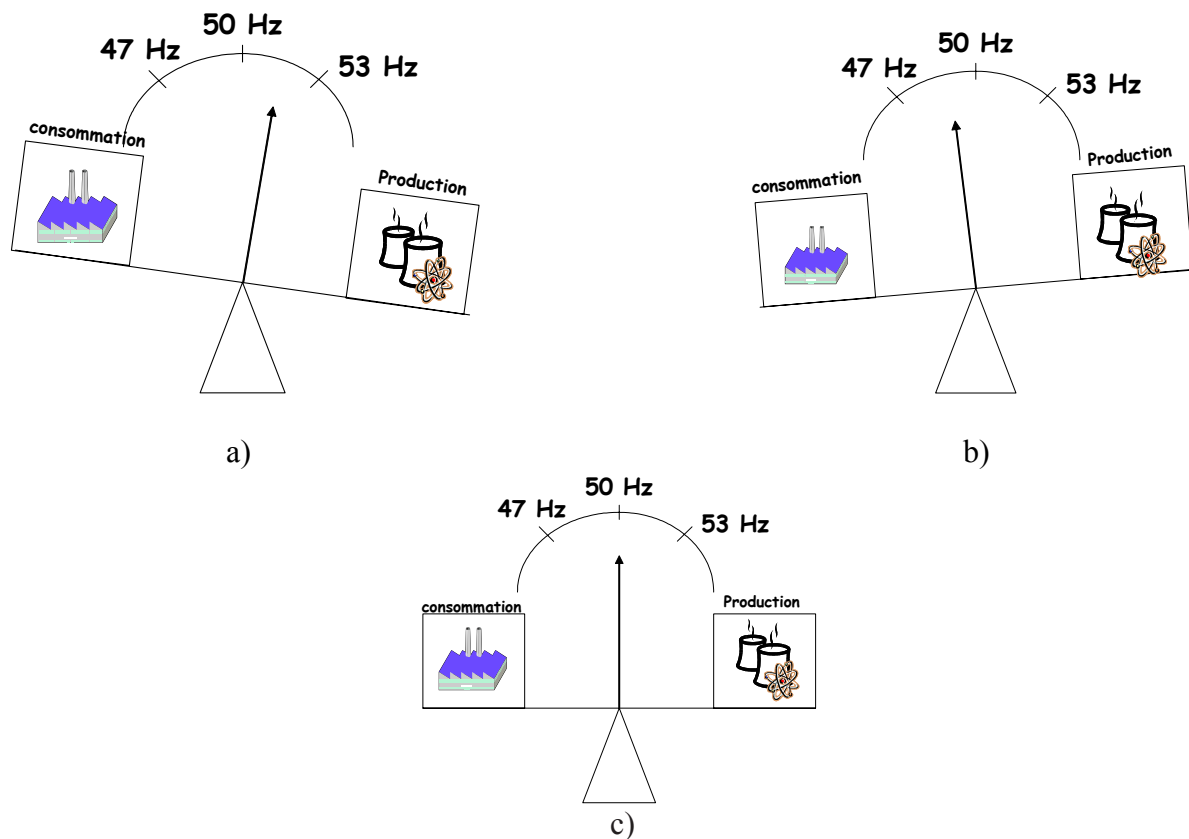 50 Hz
47 Hz
53 Hz
consommation
Production
a)
50 Hz
47 Hz
53 Hz
consommation
Production
b)
50 Hz
47 Hz
53 Hz
consommation
Production
c)